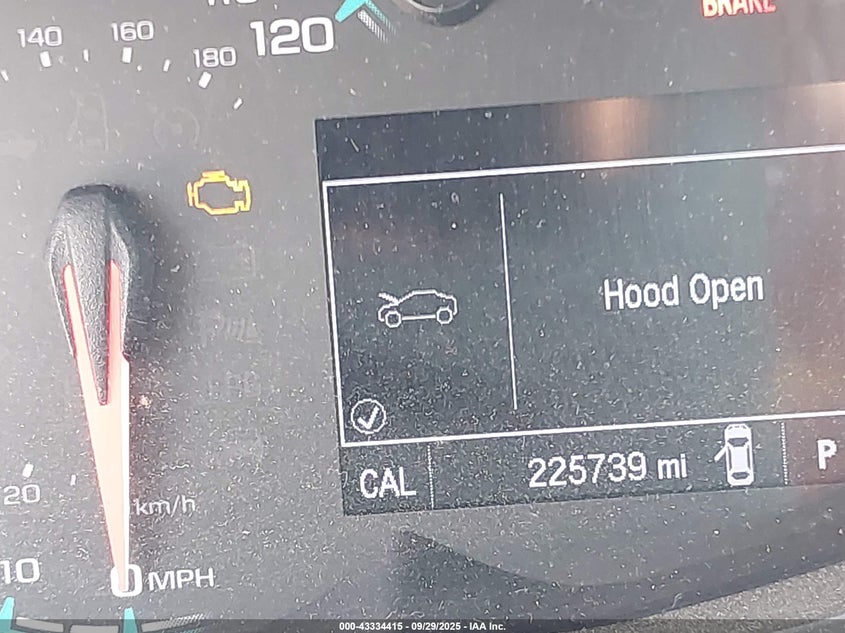 140 160 180
120
BRAKE
Hood Open
CAL 225739 mi P
20
km/h
10 0 MPH
000-43334415 - 09/29/2025 - IAA Inc.